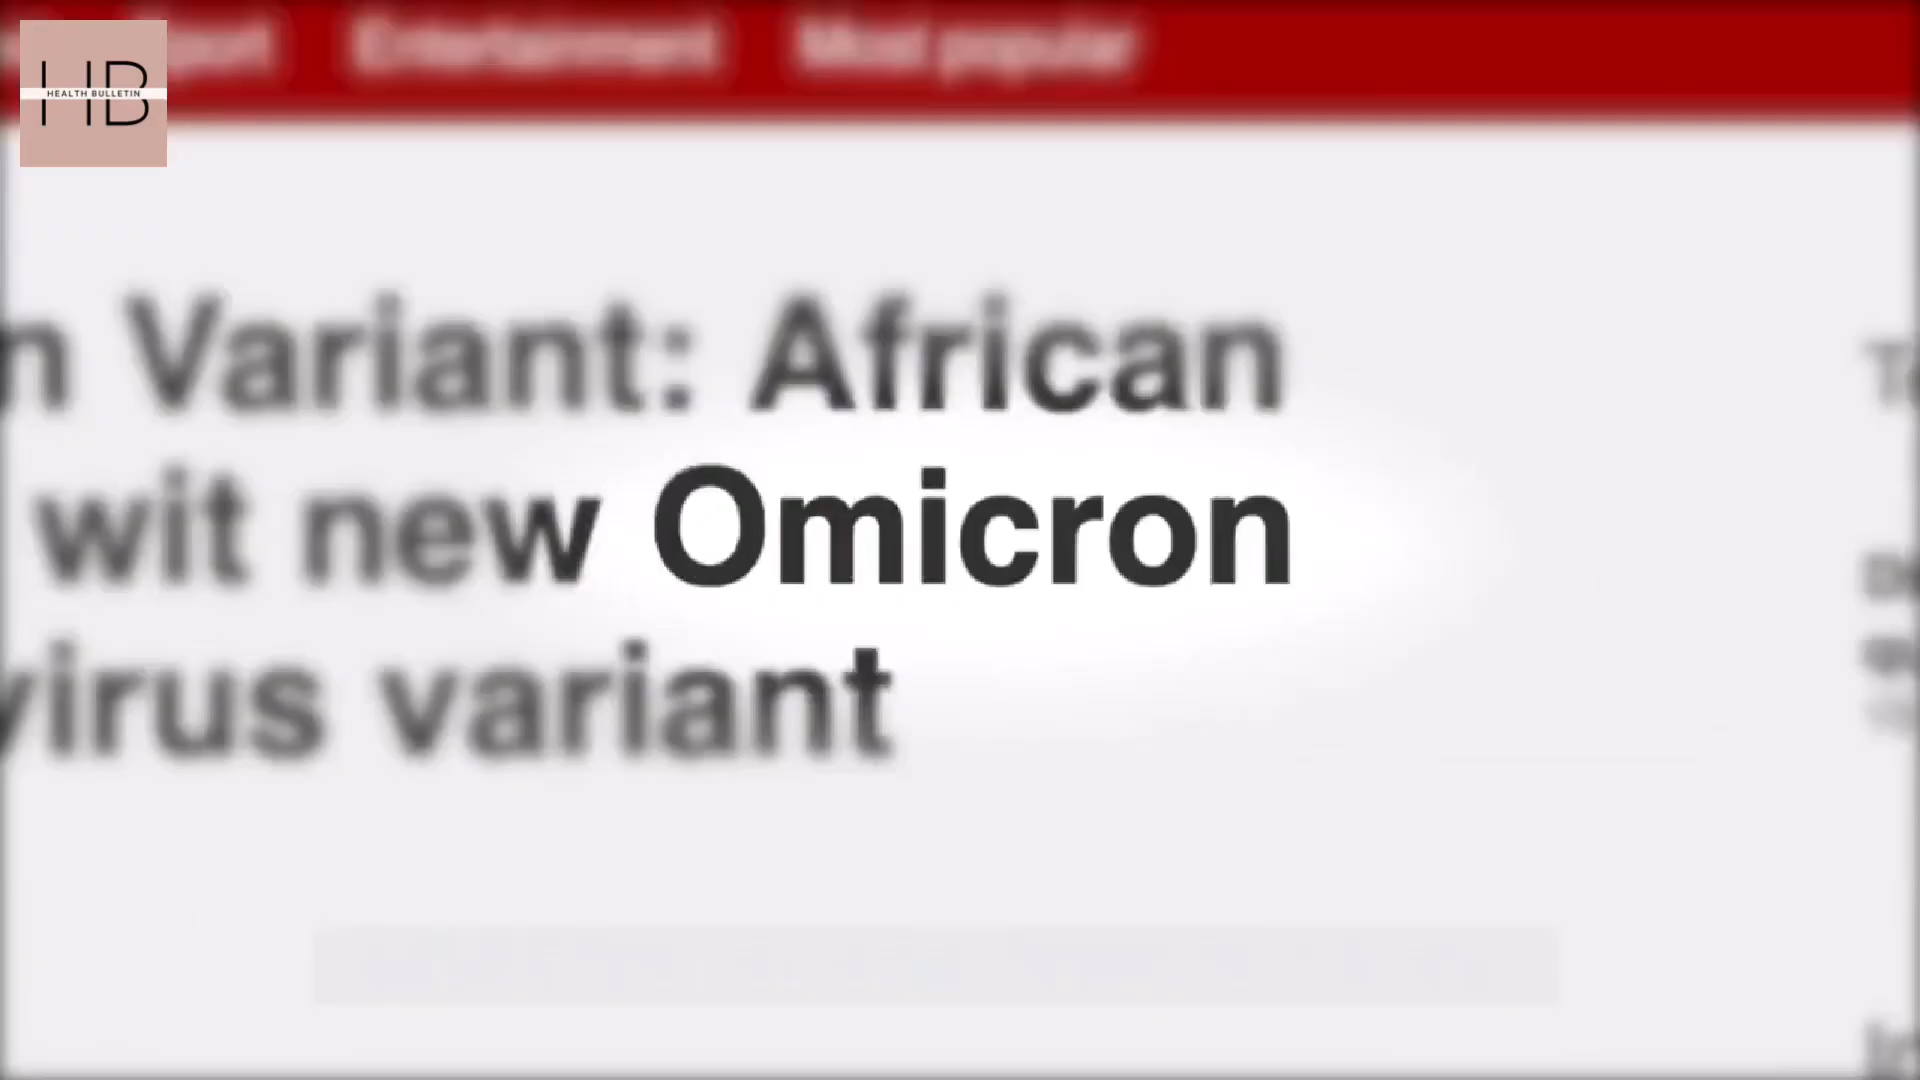 Entertainment Most popular
HB
HEALTH BULLETIN
Variant: African
wit new Omicron
virus variant